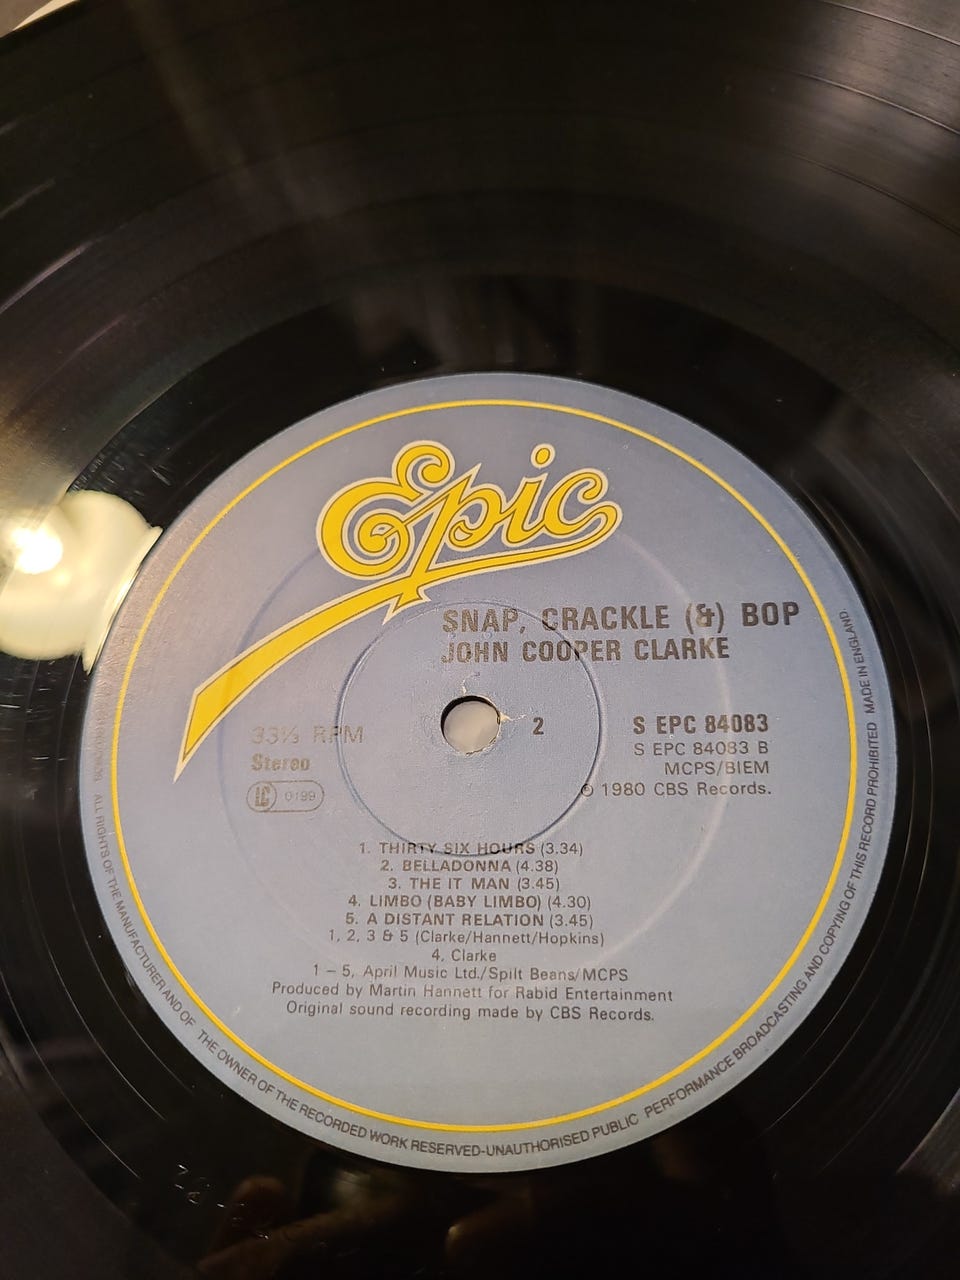 Epic
SNAP, CRACKLE (&) BOP
JOHN COOPER CLARKE
33⅓ RPM
Stereo
LC 0199
2
S EPC 84083
S EPC 84083 B
MCPS/BIEM
℗ 1980 CBS Records.
1. THIRTY SIX HOURS (3.34)
2. BELLADONNA (4.38)
3. THE IT MAN (3.45)
4. LIMBO (BABY LIMBO) (4.30)
5. A DISTANT RELATION (3.45)
1, 2, 3 & 5 (Clarke/Hannett/Hopkins)
4. Clarke
1 – 5, April Music Ltd./Spilt Beans/MCPS
Produced by Martin Hannett for Rabid Entertainment
Original sound recording made by CBS Records.
ALL RIGHTS OF THE MANUFACTURER AND OF THE OWNER OF THE RECORDED WORK RESERVED-UNAUTHORISED PUBLIC PERFORMANCE BROADCASTING AND COPYING OF THIS RECORD PROHIBITED MADE IN ENGLAND.